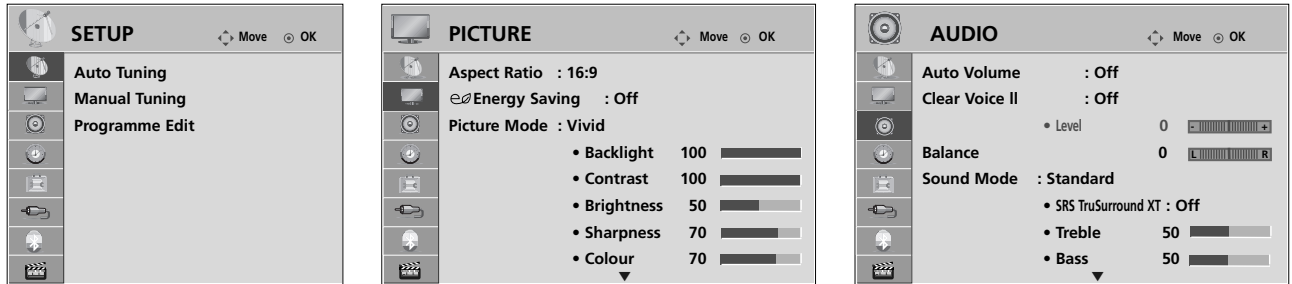 SETUP
Move OK
Auto Tuning
Manual Tuning
Programme Edit
PICTURE
Move OK
Aspect Ratio : 16:9
Energy Saving : Off
Picture Mode : Vivid
• Backlight 100
• Contrast 100
• Brightness 50
• Sharpness 70
• Colour 70
AUDIO
Move OK
Auto Volume : Off
Clear Voice ll : Off
• Level 0 - +
Balance 0 L R
Sound Mode : Standard
• SRS TruSurround XT : Off
• Treble 50
• Bass 50